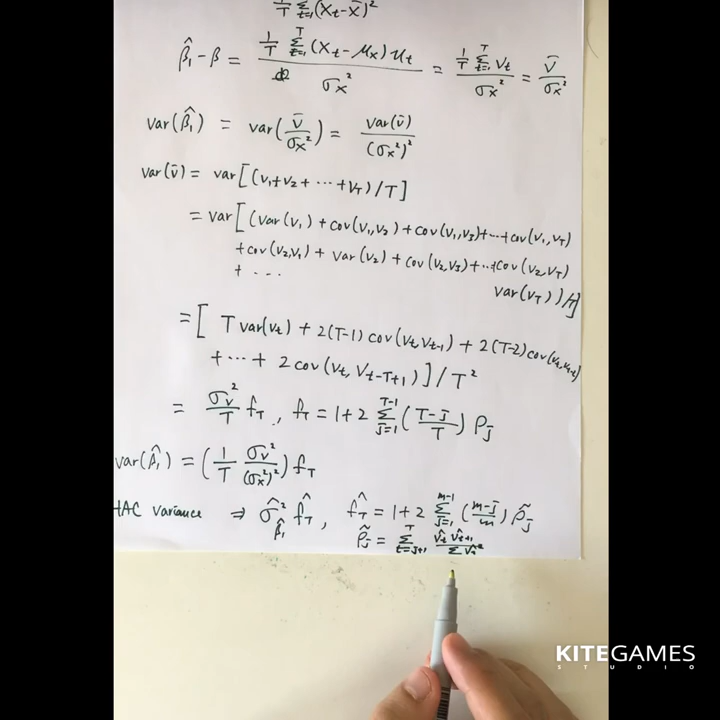 1/T Σ_{t=1}^{T} (X_t - X̄)²
β̂₁ - β = 1/T Σ_{t=1}^{T} (X_t - μ_x) u_t / σ_x² = 1/T Σ_{t=1}^{T} v_t / σ_x² = v̄ / σ_x²
var(β̂₁) = var(v̄ / σ_x²) = var(v̄) / (σ_x²)²
var(v̄) = var[(v₁+v₂+ ⋯ +v_T)/T]
= var[(var(v₁)+cov(v₁,v₂)+cov(v₁,v₃)+⋯+cov(v₁,v_T)
+cov(v₂,v₁)+ var(v₂)+ cov(v₂,v₃)+⋯+cov(v₂,v_T)
+ ⋯
var(v_T))/T]
= [ T var(v_t) + 2(T-1) cov(v_t,v_{t-1}) + 2(T-2)cov(v_t,v_{t-2})
+ ⋯ + 2 cov(v_t, v_{t-T+1}) ] / T²
= σ_v²/T f_T, f_T = 1+2 Σ_{j=1}^{T-1} ((T-j)/T) ρ_j
var(β̂₁) = (1/T σ_v²/(σ_x²)²) f_T
HAC variance ⇒ σ̂²_{β̂₁} f̂_T, f̂_T = 1+2 Σ_{j=1}^{m-1} ((m-j)/m) ρ̃_j
ρ̃_j = Σ_{t=j+1}^{T} v̂_t v̂_{t+1} / Σ v̂_t²
KITEGAMES
STUDIO